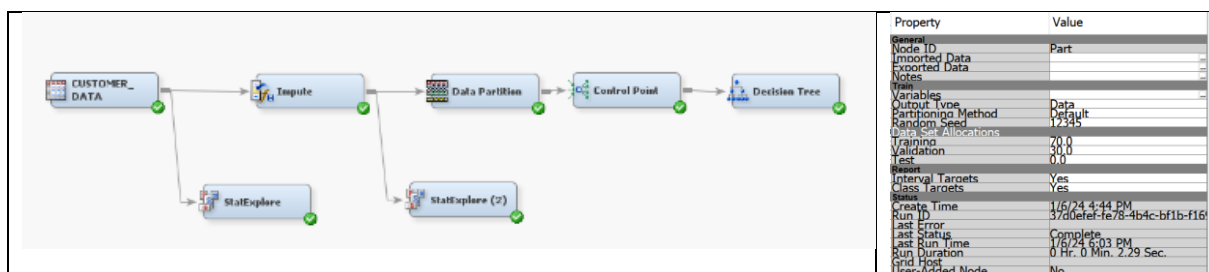 CUSTOMER_
DATA
Impute
Data Partition
Control Point
Decision Tree
StatExplore
StatExplore (2)
Property Value
General
Node ID Part
Imported Data ...
Exported Data ...
Notes ...
Train
Variables ...
Output Type Data
Partitioning Method Default
Random Seed 12345
Data Set Allocations
Training 70.0
Validation 30.0
Test 0.0
Report
Interval Targets Yes
Class Targets Yes
Status
Create Time 1/6/24 4:44 PM
Run ID 37d0efef-fe78-4b4c-bf1b-f16
Last Error
Last Status Complete
Last Run Time 1/6/24 6:03 PM
Run Duration 0 Hr. 0 Min. 2.29 Sec.
Grid Host
User-Added Node No